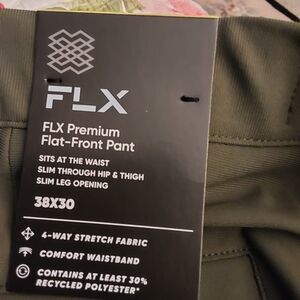 FLX
FLX Premium
Flat-Front Pant
SITS AT THE WAIST
SLIM THROUGH HIP & THIGH
SLIM LEG OPENING
38X30
4-WAY STRETCH FABRIC
COMFORT WAISTBAND
CONTAINS AT LEAST 30%
RECYCLED POLYESTER*